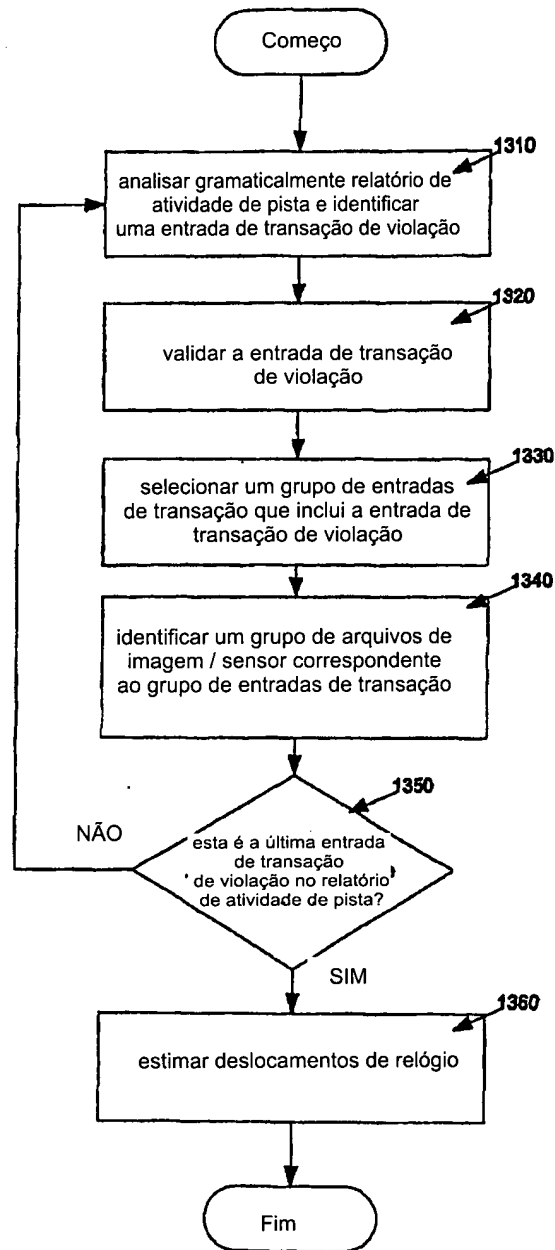 Começo
1310
analisar gramaticalmente relatório de
atividade de pista e identificar
uma entrada de transação de violação
1320
validar a entrada de transação
de violação
1330
selecionar um grupo de entradas
de transação que inclui a entrada de
transação de violação
1340
identificar um grupo de arquivos de
imagem / sensor correspondente
ao grupo de entradas de transação
1350
NÃO
esta é a última entrada
de transação
de violação no relatório
de atividade de pista?
SIM
1360
estimar deslocamentos de relógio
Fim